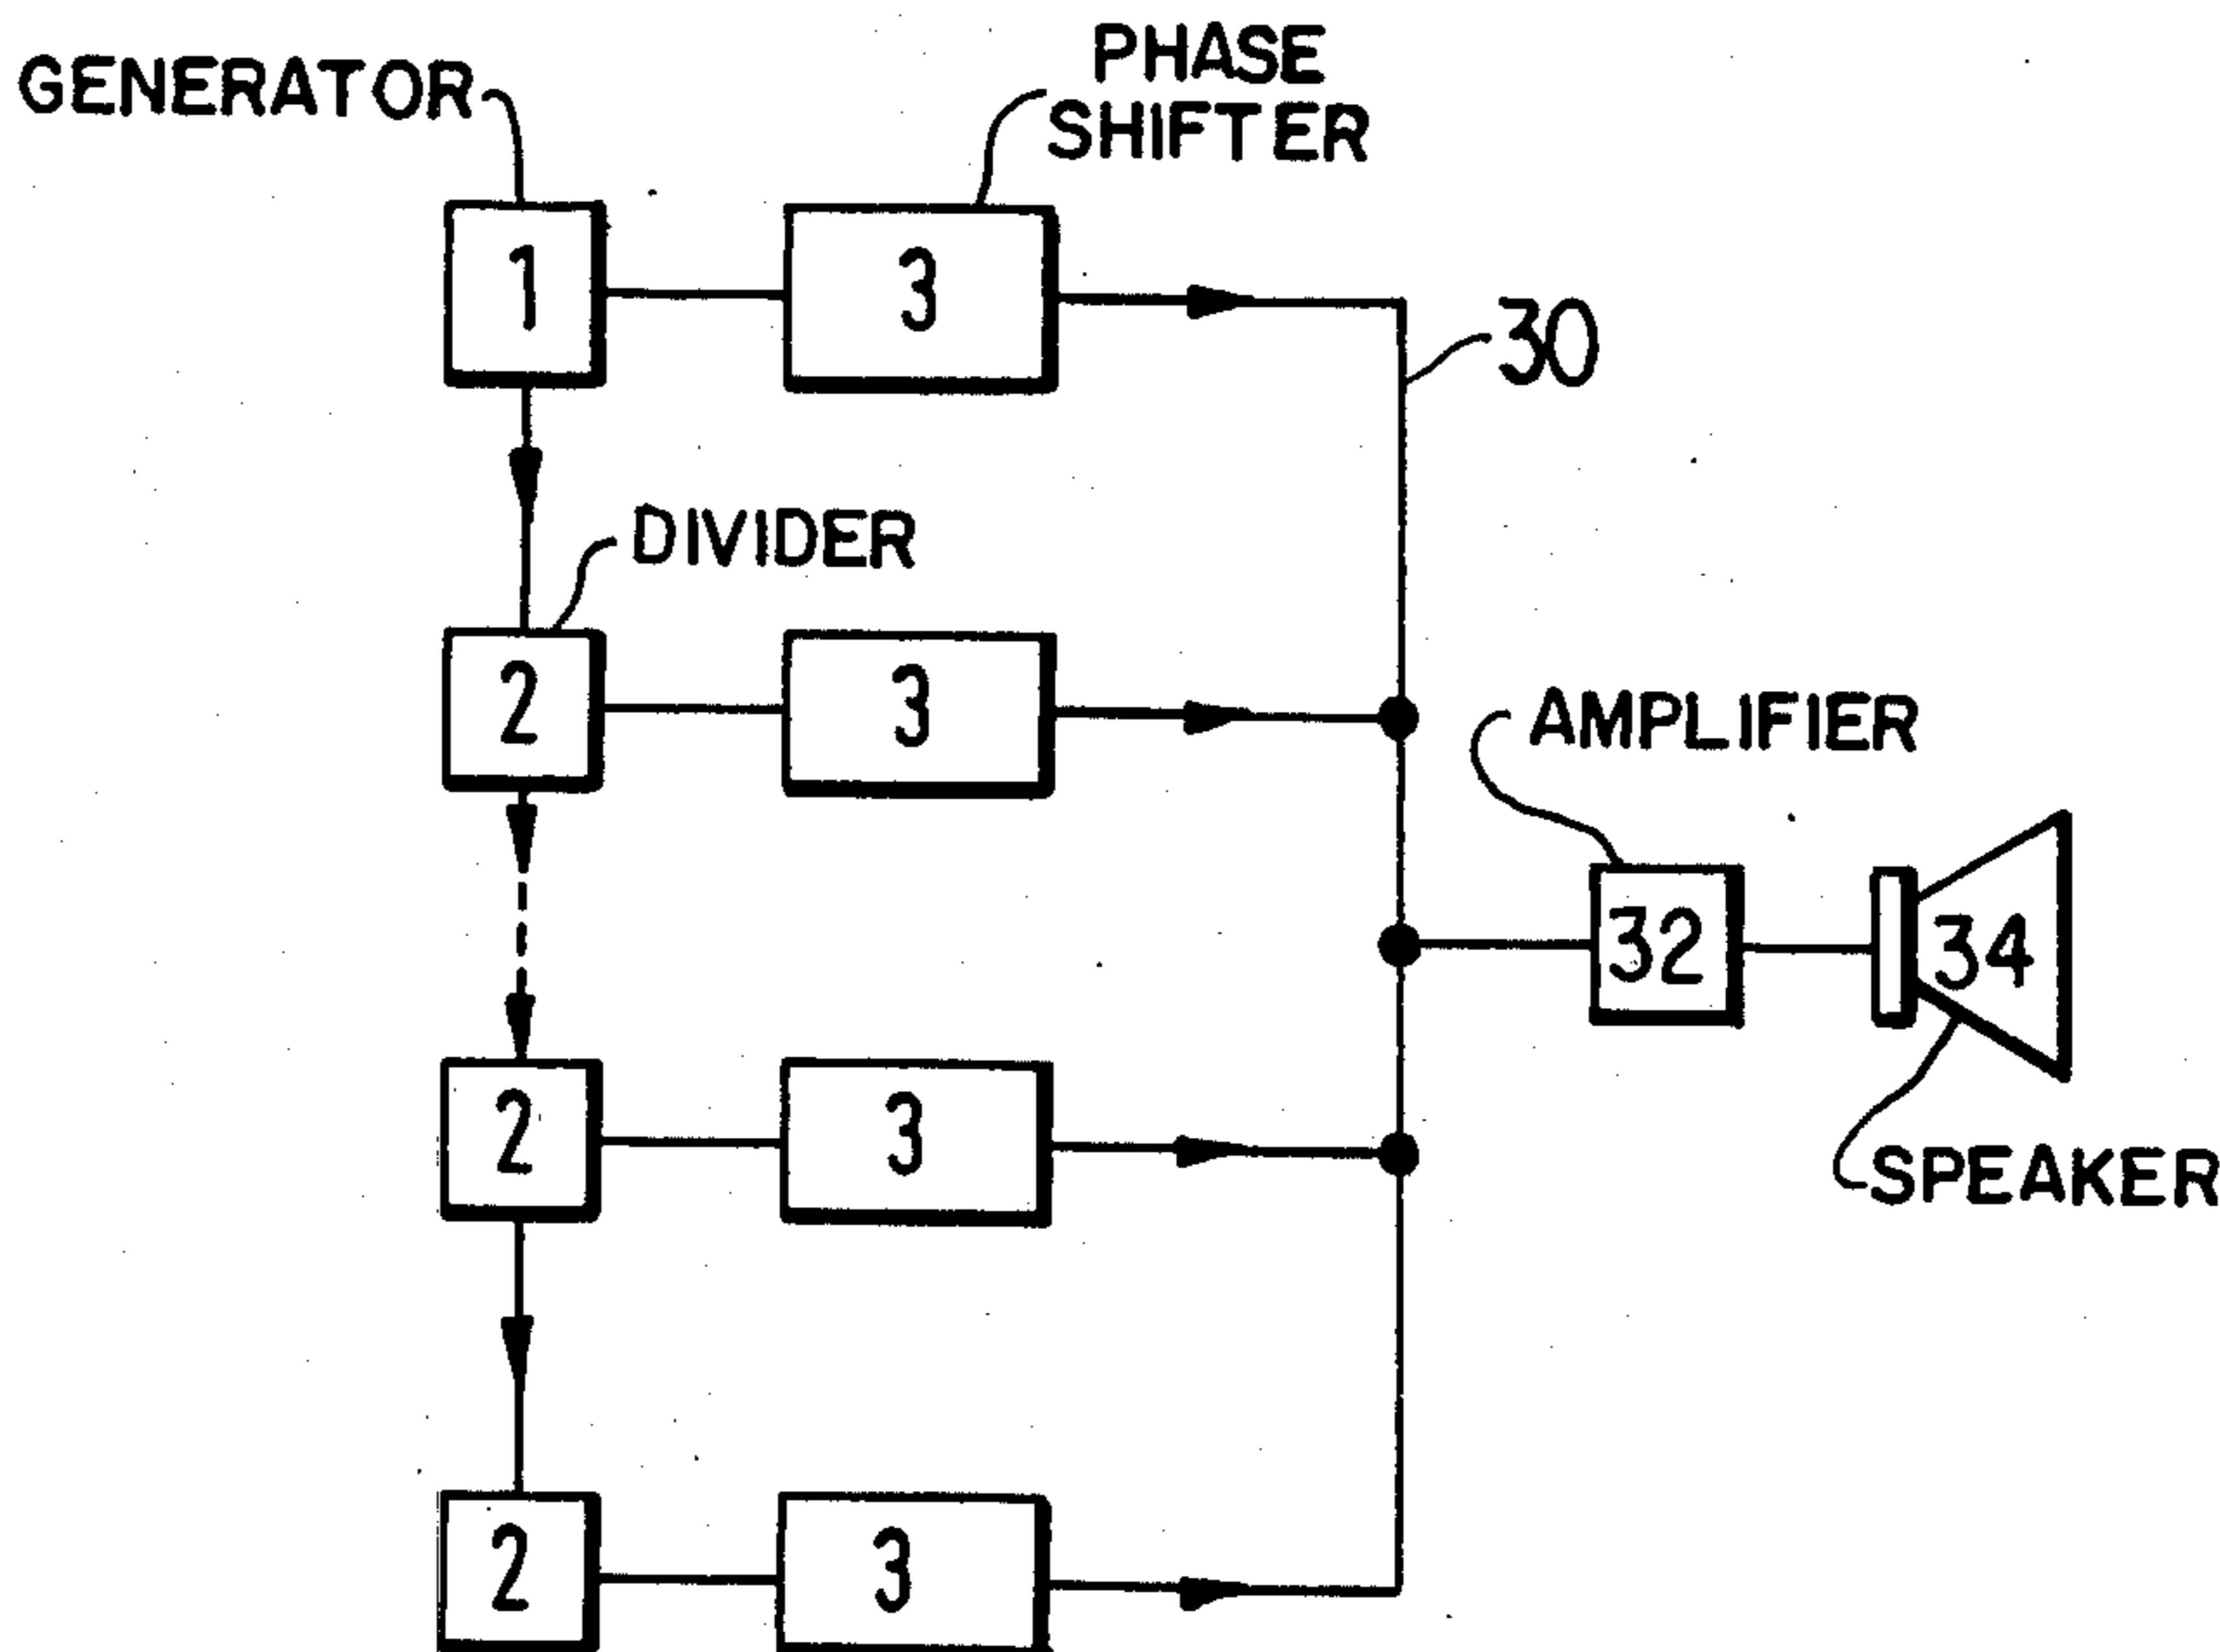 GENERATOR
PHASE
SHIFTER
1
3
30
DIVIDER
2
3
AMPLIFIER
32
34
2
3
SPEAKER
2
3